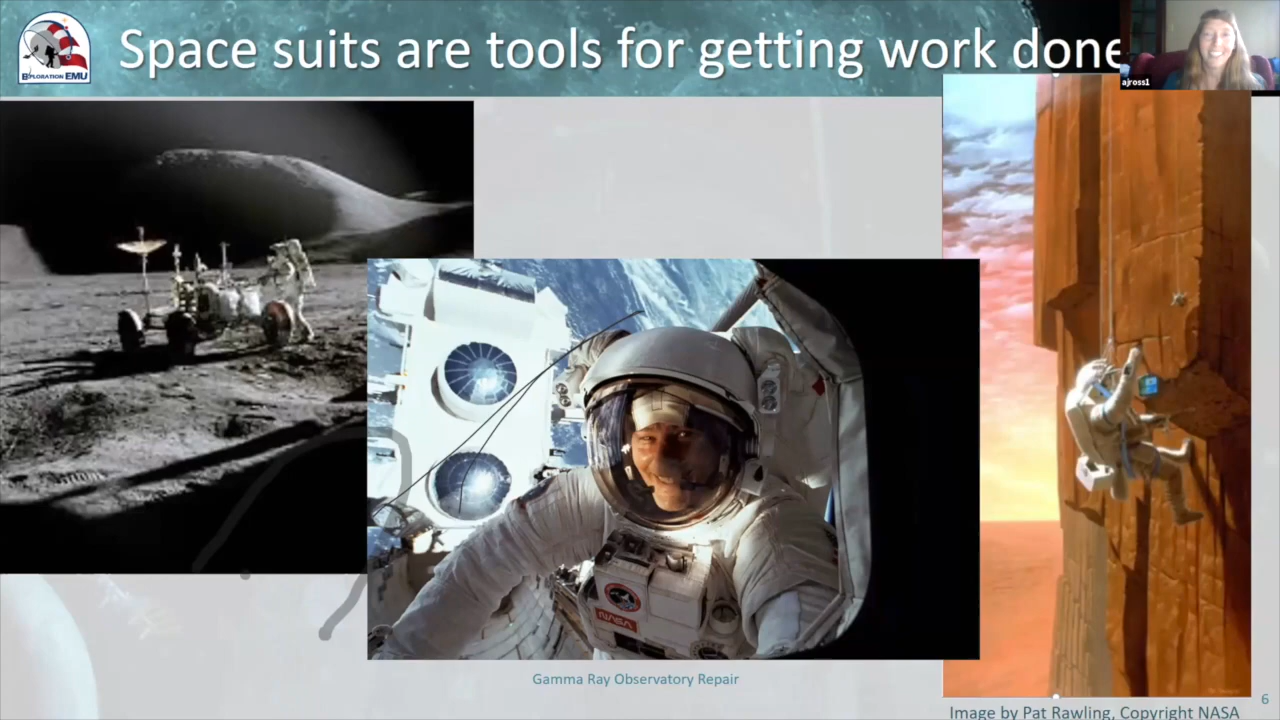 Space suits are tools for getting work done
EXPLORATION EMU
ajross1
NASA
Gamma Ray Observatory Repair
6
Image by Pat Rawling, Copyright NASA